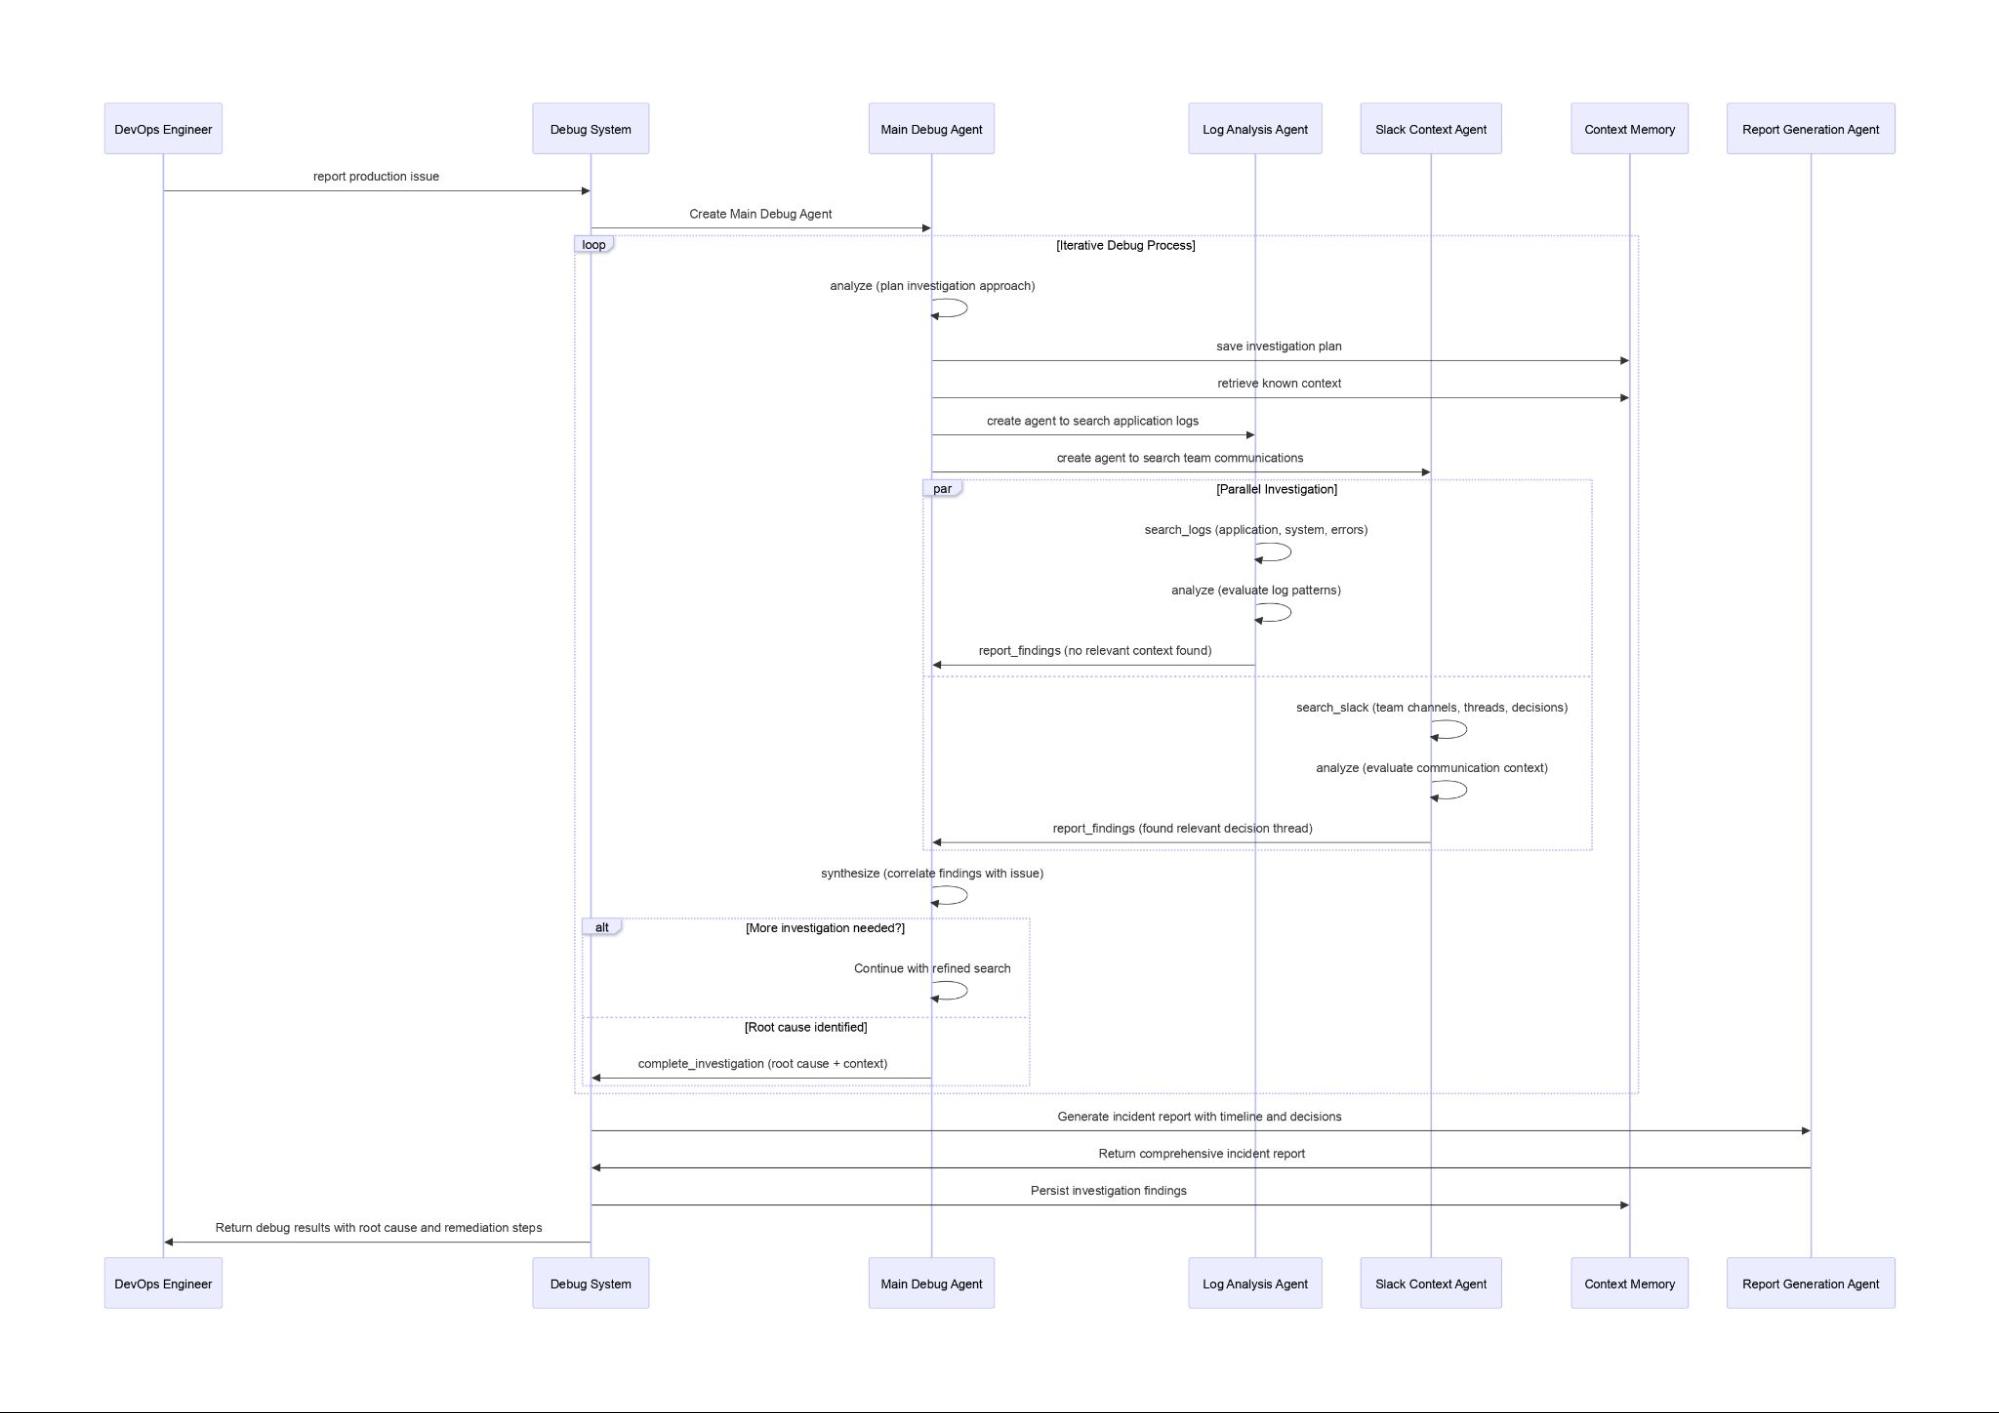 DevOps Engineer
Debug System
Main Debug Agent
Log Analysis Agent
Slack Context Agent
Context Memory
Report Generation Agent
report production issue
Create Main Debug Agent
loop
[Iterative Debug Process]
analyze (plan investigation approach)
save investigation plan
retrieve known context
create agent to search application logs
create agent to search team communications
par
[Parallel Investigation]
search_logs (application, system, errors)
analyze (evaluate log patterns)
report_findings (no relevant context found)
search_slack (team channels, threads, decisions)
analyze (evaluate communication context)
report_findings (found relevant decision thread)
synthesize (correlate findings with issue)
alt
[More investigation needed?]
Continue with refined search
[Root cause identified]
complete_investigation (root cause + context)
Generate incident report with timeline and decisions
Return comprehensive incident report
Persist investigation findings
Return debug results with root cause and remediation steps
DevOps Engineer
Debug System
Main Debug Agent
Log Analysis Agent
Slack Context Agent
Context Memory
Report Generation Agent